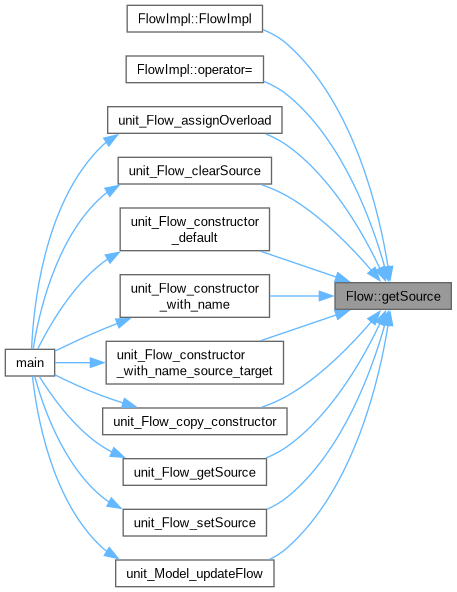 FlowImpl::FlowImpl
FlowImpl::operator=
unit_Flow_assignOverload
unit_Flow_clearSource
unit_Flow_constructor
_default
unit_Flow_constructor
_with_name
Flow::getSource
main
unit_Flow_constructor
_with_name_source_target
unit_Flow_copy_constructor
unit_Flow_getSource
unit_Flow_setSource
unit_Model_updateFlow